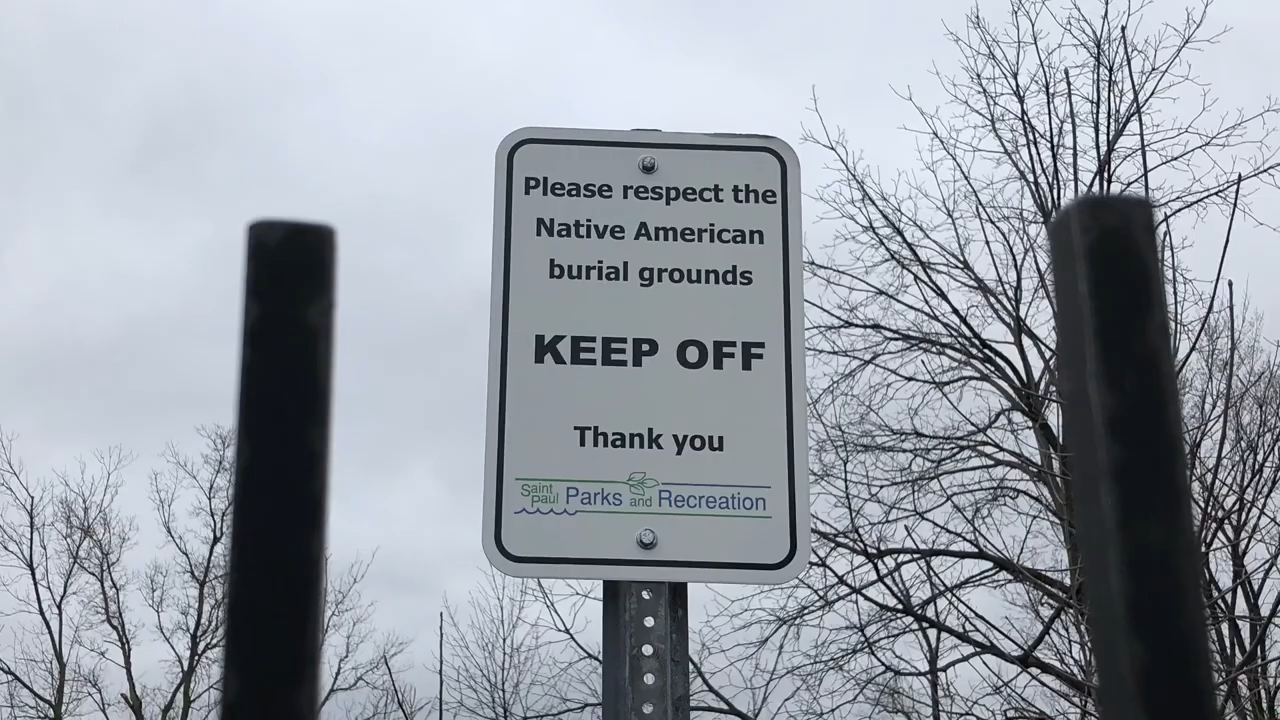 Please respect the
Native American
burial grounds
KEEP OFF
Thank you
Saint Paul Parks and Recreation